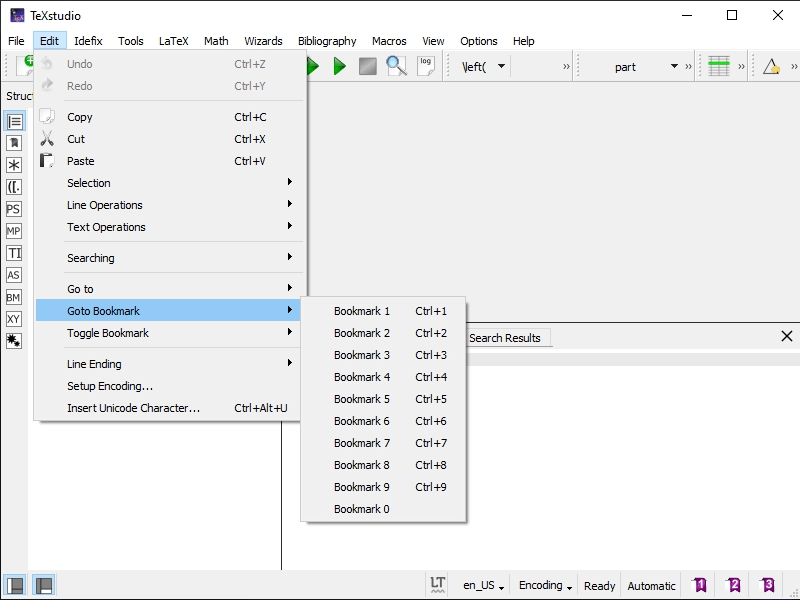 TeXstudio
File Edit Idefix Tools LaTeX Math Wizards Bibliography Macros View Options Help
log \left( part
Undo Ctrl+Z
Redo Ctrl+Y
Copy Ctrl+C
Cut Ctrl+X
Paste Ctrl+V
Selection
Line Operations
Text Operations
Searching
Go to
Goto Bookmark
Toggle Bookmark
Line Ending
Setup Encoding...
Insert Unicode Character... Ctrl+Alt+U
PS
MP
TI
AS
BM
XY
Bookmark 1 Ctrl+1
Bookmark 2 Ctrl+2
Bookmark 3 Ctrl+3
Bookmark 4 Ctrl+4
Bookmark 5 Ctrl+5
Bookmark 6 Ctrl+6
Bookmark 7 Ctrl+7
Bookmark 8 Ctrl+8
Bookmark 9 Ctrl+9
Bookmark 0
Search Results
LT en_US Encoding Ready Automatic 1 2 3